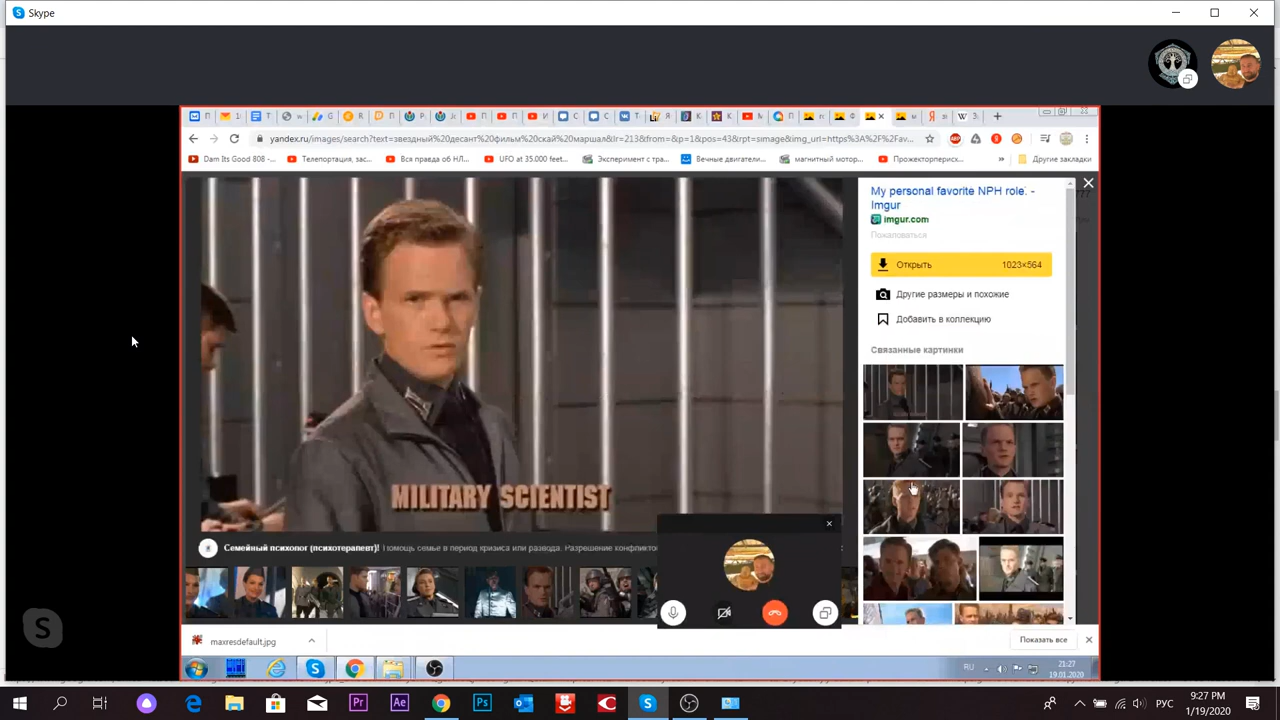 Skype
yandex.ru/images/search?text=звездный%20десант%20фильм%20скай%20маршал&lr=213&from=&p=1&pos=43&rpt=simage&img_url=https%3A%2F%2Fav...
Dam Its Good 808 -...
Телепортация, зас...
Вся правда об НЛ...
UFO at 35.000 feet...
Эксперимент с тра...
Вечные двигатели...
магнитный мотор...
Прожекторперис...
»
Другие закладки
My personal favorite NPH role. -
Imgur
imgur.com
Пожаловаться
Открыть 1023×564
Другие размеры и похожие
Добавить в коллекцию
Связанные картинки
MILITARY SCIENTIST
Семейный психолог (психотерапевт)! Помощь семье в период кризиса или развода. Разрешение конфликто
S
maxresdefault.jpg
Показать все
RU
21:27
19.01.2020
Pr
Ae
Ps
РУС
9:27 PM
1/19/2020